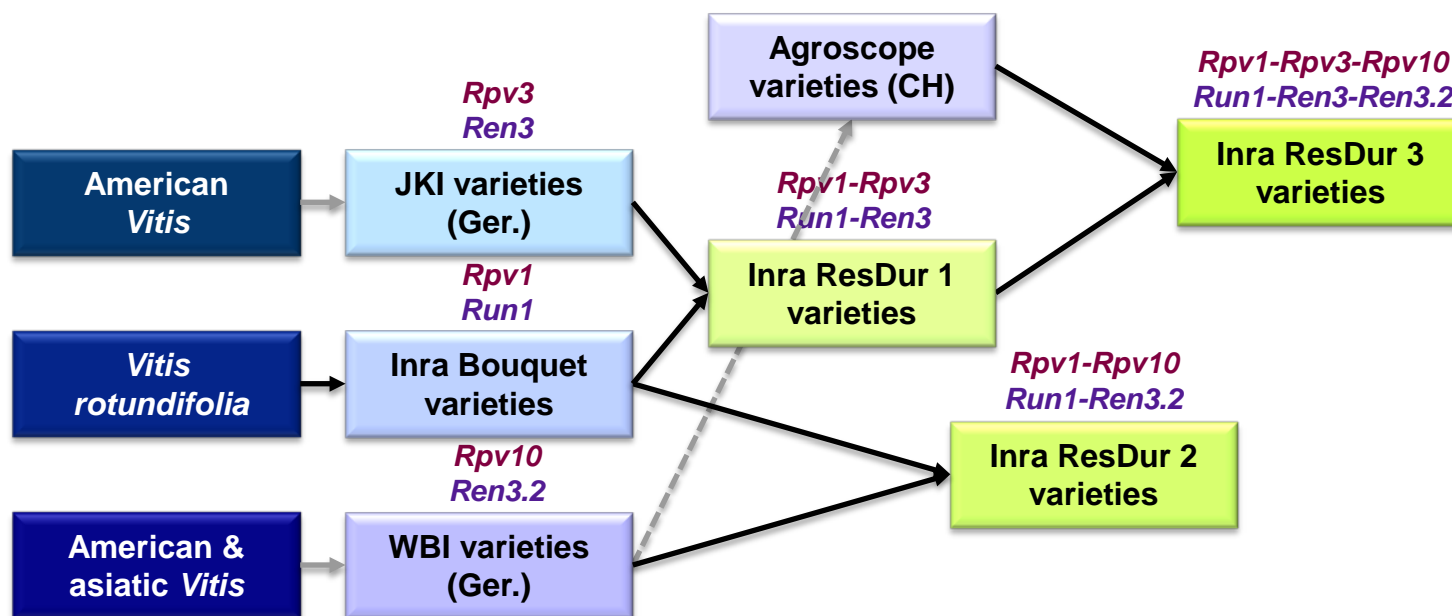 Agroscope
varieties (CH)
Rpv1-Rpv3-Rpv10
Run1-Ren3-Ren3.2
Inra ResDur 3
varieties
Rpv3
Ren3
American
Vitis
JKI varieties
(Ger.)
Rpv1-Rpv3
Run1-Ren3
Inra ResDur 1
varieties
Rpv1
Run1
Vitis
rotundifolia
Inra Bouquet
varieties
Rpv1-Rpv10
Run1-Ren3.2
Inra ResDur 2
varieties
Rpv10
Ren3.2
American &
asiatic Vitis
WBI varieties
(Ger.)